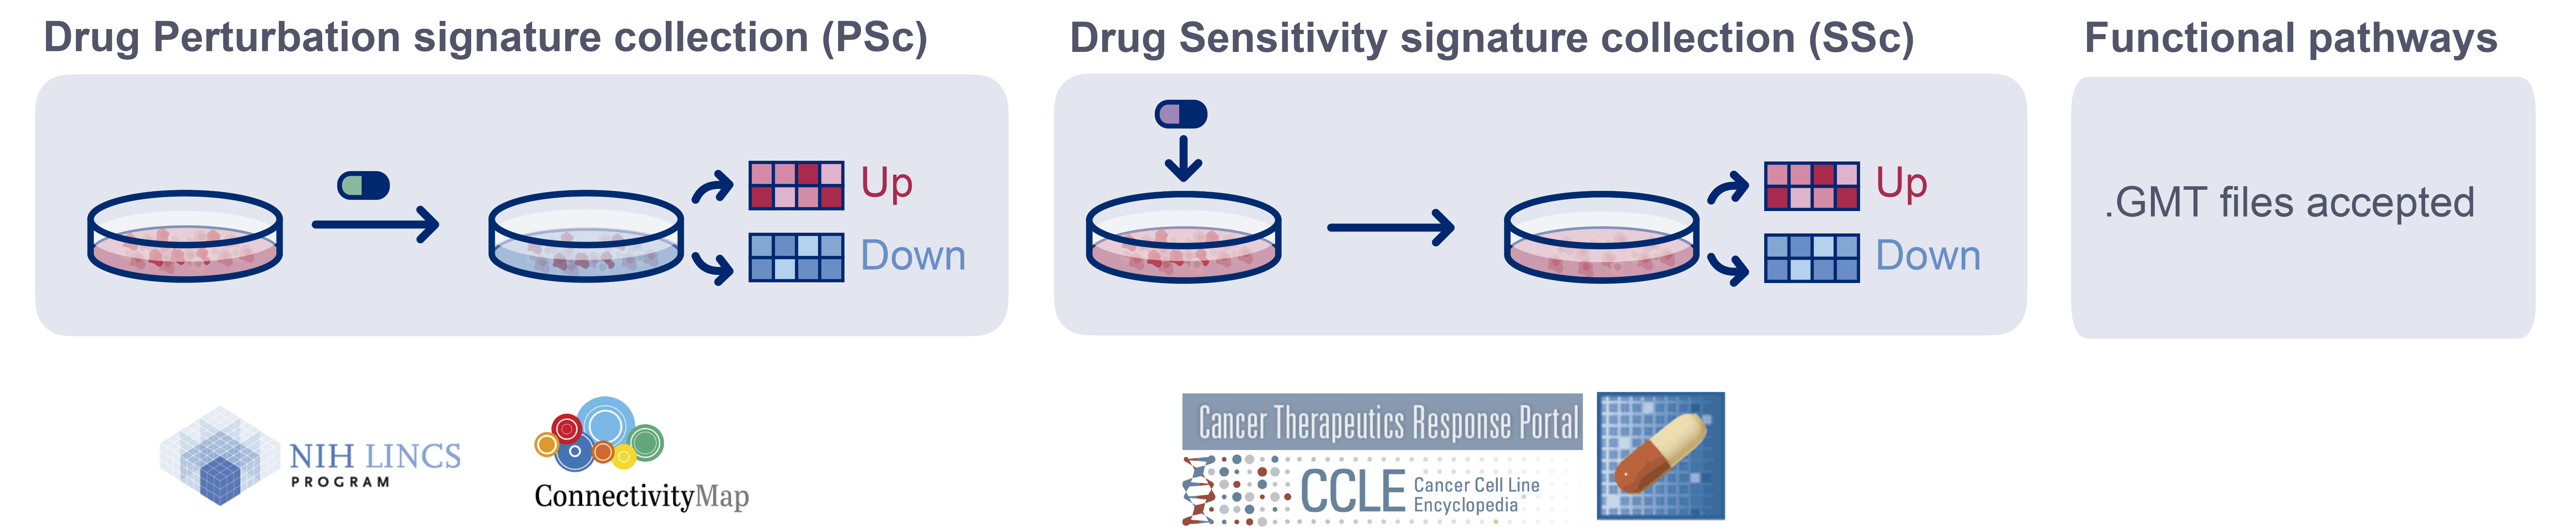 Drug Perturbation signature collection (PSc)
Up
Down
Drug Sensitivity signature collection (SSc)
Up
Down
Functional pathways
.GMT files accepted
NIH LINCS
PROGRAM
ConnectivityMap
Cancer Therapeutics Response Portal
CCLE
Cancer Cell Line
Encyclopedia